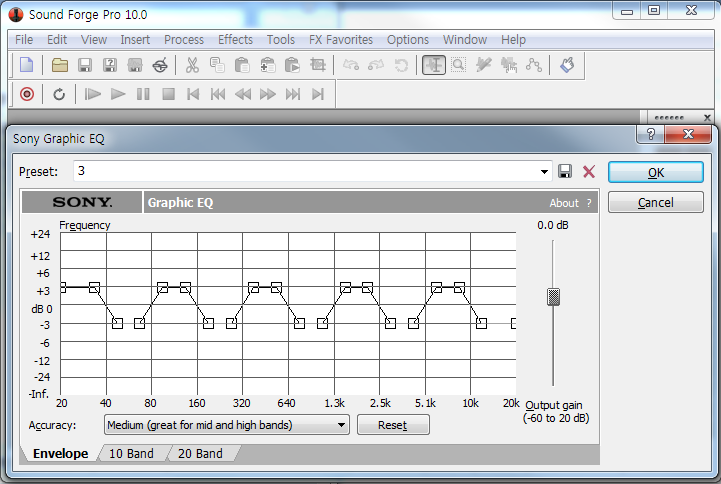 Sound Forge Pro 10.0
File Edit View Insert Process Effects Tools FX Favorites Options Window Help
Sony Graphic EQ
?
Preset: 3
OK
SONY. Graphic EQ About ?
Cancel
Frequency 0.0 dB
+24
+12
+6
+3
dB 0
-3
-6
-12
-24
-Inf.
20 40 80 160 320 640 1.3k 2.5k 5.1k 10k 20k
Output gain
(-60 to 20 dB)
Accuracy: Medium (great for mid and high bands) Reset
Envelope 10 Band 20 Band